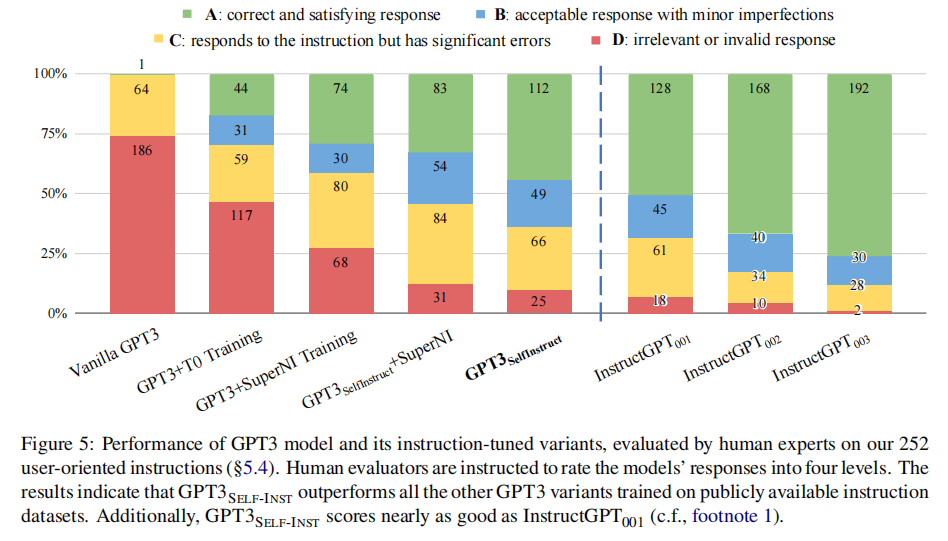 A: correct and satisfying response
B: acceptable response with minor imperfections
C: responds to the instruction but has significant errors
D: irrelevant or invalid response
100%
75%
50%
25%
0%
1
64
186
44
31
59
117
74
30
80
68
83
54
84
31
112
49
66
25
128
45
61
18
168
40
34
10
192
30
28
2
Vanilla GPT3
GPT3+T0 Training
GPT3+SuperNI Training
GPT3SelfInstruct+SuperNI
GPT3SelfInstruct
InstructGPT001
InstructGPT002
InstructGPT003
Figure 5: Performance of GPT3 model and its instruction-tuned variants, evaluated by human experts on our 252
user-oriented instructions (§5.4). Human evaluators are instructed to rate the models' responses into four levels. The
results indicate that GPT3SELF-INST outperforms all the other GPT3 variants trained on publicly available instruction
datasets. Additionally, GPT3SELF-INST scores nearly as good as InstructGPT001 (c.f., footnote 1).